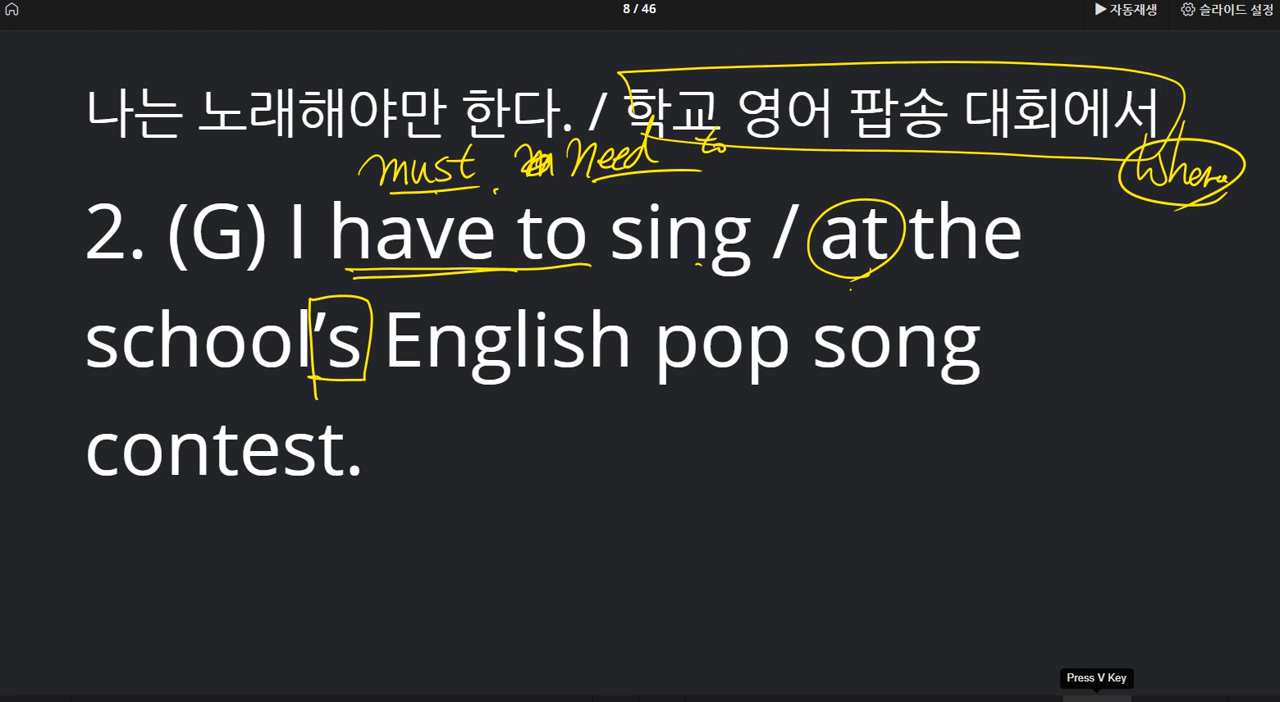 8 / 46
자동재생
슬라이드 설정
나는 노래해야만 한다. / 학교 영어 팝송 대회에서
must need to
where
2. (G) I have to sing / at the
school’s English pop song
contest.
Press V Key